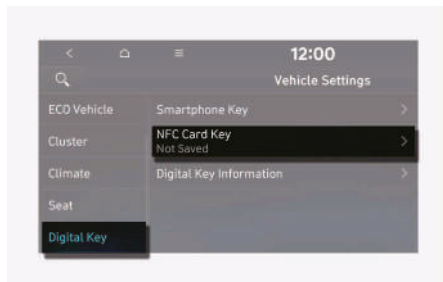 12:00
Vehicle Settings
ECO Vehicle
Smartphone Key
Cluster
NFC Card Key
Not Saved
Climate
Digital Key Information
Seat
Digital Key